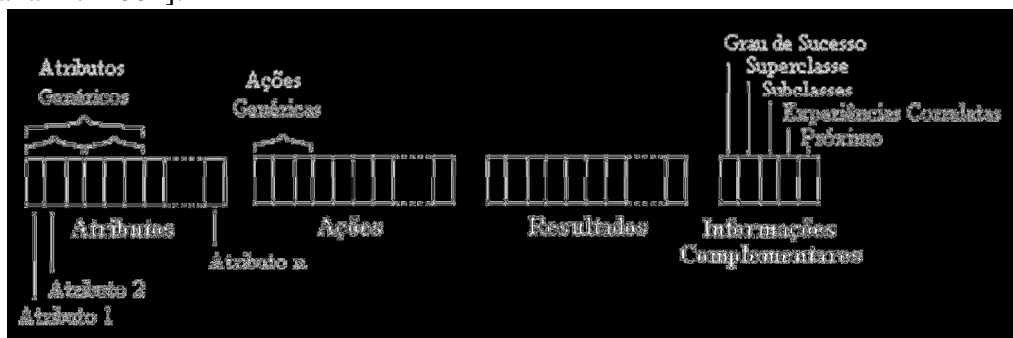 Atributos
Genéricos
Ações
Genéricas
Grau de Sucesso
Superclasse
Subclasses
Experiências Correlatas
Próximo
Atributos
Ações
Resultados
Informações
Complementares
Atributo n
Atributo 2
Atributo 1